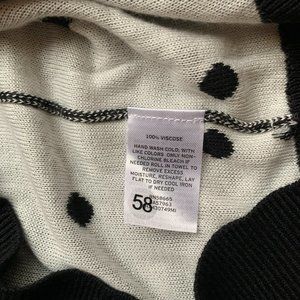 100% VISCOSE
HAND WASH COLD, WITH
LIKE COLORS ONLY NON-
CHLORINE BLEACH IF
NEEDED ROLL IN TOWEL TO
REMOVE EXCESS
MOISTURE, RESHAPE, LAY
FLAT TO DRY COOL IRON
IF NEEDED
58